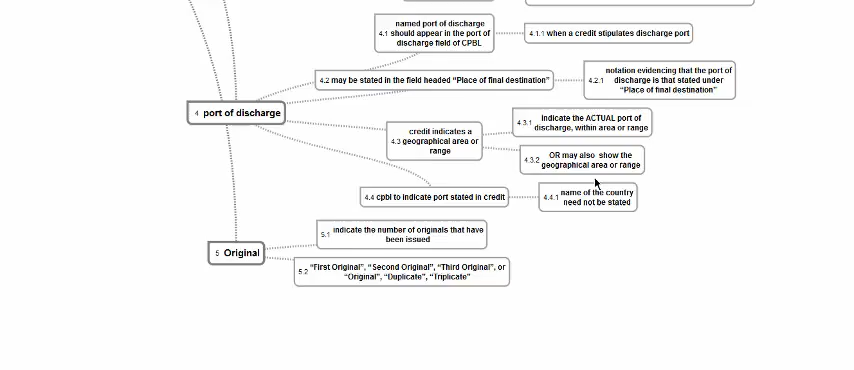 named port of discharge
4.1 should appear in the port of
discharge field of CPBL
4.1.1 when a credit stipulates discharge port
4.2 may be stated in the field headed “Place of final destination”
notation evidencing that the port of
4.2.1 discharge is that stated under
“Place of final destination”
4 port of discharge
credit indicates a
4.3 geographical area or
range
indicate the ACTUAL port of
4.3.1 discharge, within area or range
OR may also show the
4.3.2 geographical area or range
4.4 cpbl to indicate port stated in credit
name of the country
4.4.1 need not be stated
5 Original
5.1 indicate the number of originals that have
been issued
“First Original”, “Second Original”, “Third Original”, or
5.2 “Original”, “Duplicate”, “Triplicate”